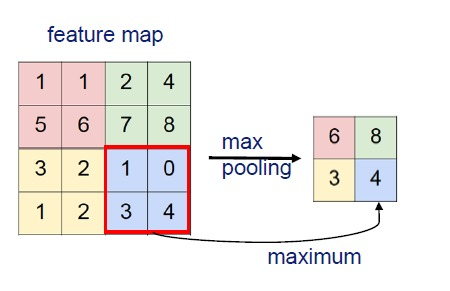 feature map
1 1 2 4
5 6 7 8
3 2 1 0
1 2 3 4
max
pooling
6 8
3 4
maximum